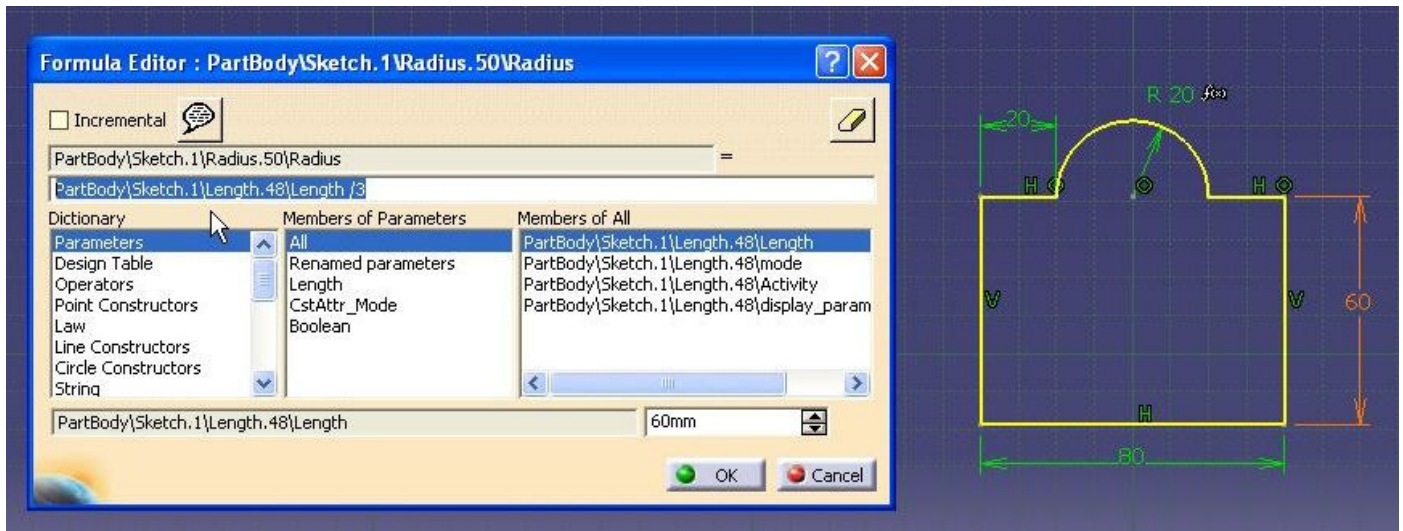 Formula Editor : PartBody\Sketch.1\Radius.50\Radius
Incremental
PartBody\Sketch.1\Radius.50\Radius =
PartBody\Sketch.1\Length.48\Length /3
Dictionary Members of Parameters Members of All
Parameters All PartBody\Sketch.1\Length.48\Length
Design Table Renamed parameters PartBody\Sketch.1\Length.48\mode
Operators Length PartBody\Sketch.1\Length.48\Activity
Point Constructors CstAttr_Mode PartBody\Sketch.1\Length.48\display_param
Law Boolean
Line Constructors
Circle Constructors
String
PartBody\Sketch.1\Length.48\Length 60mm
OK Cancel
R 20 f(x)
20
H H
V V 60
H
80